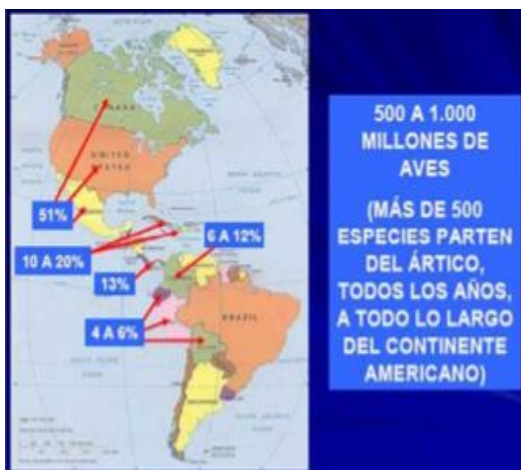 CANADA
UNITED
STATES
51%
10 A 20%
6 A 12%
13%
4 A 6%
BRAZIL
500 A 1.000
MILLONES DE
AVES
(MÁS DE 500
ESPECIES PARTEN
DEL ÁRTICO,
TODOS LOS AÑOS,
A TODO LO LARGO
DEL CONTINENTE
AMERICANO)